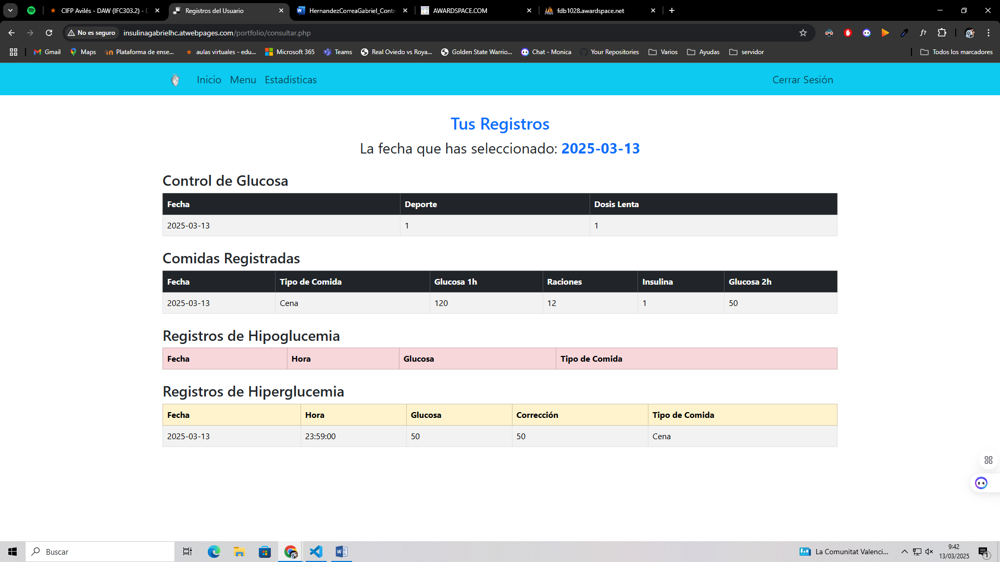 CIFP Avilés - DAW (IFC303.2) - D
Registros del Usuario
HernandezCorreaGabriel_Contr
AWARDSPACE.COM
fdb1028.awardspace.net
No es seguro
insulinagabrielhc.atwebpages.com/portfolio/consultar.php
Gmail
Maps
Plataforma de ense...
aulas virtuales - edu...
Microsoft 365
Teams
Real Oviedo vs Roya...
Golden State Warrio...
Chat - Monica
Your Repositories
Varios
Ayudas
servidor
Todos los marcadores
Inicio Menu Estadisticas
Cerrar Sesión
Tus Registros
La fecha que has seleccionado: 2025-03-13
Control de Glucosa
Fecha Deporte Dosis Lenta
2025-03-13 1 1
Comidas Registradas
Fecha Tipo de Comida Glucosa 1h Raciones Insulina Glucosa 2h
2025-03-13 Cena 120 12 1 50
Registros de Hipoglucemia
Fecha Hora Glucosa Tipo de Comida
Registros de Hiperglucemia
Fecha Hora Glucosa Corrección Tipo de Comida
2025-03-13 23:59:00 50 50 Cena
Buscar
La Comunitat Valenci...
9:42
13/03/2025
1